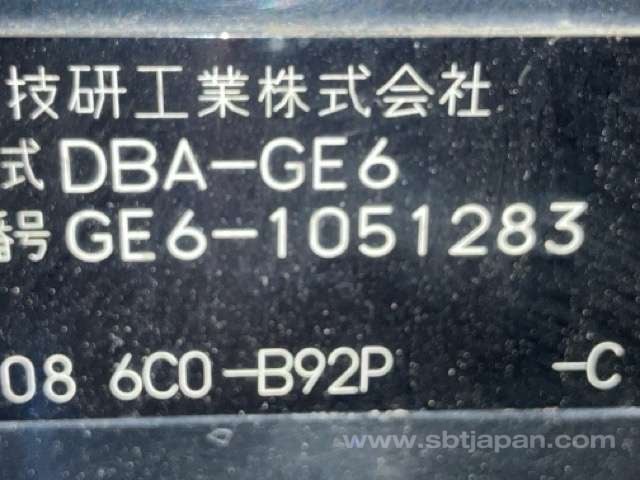 技研工業株式会社
式 DBA-GE6
番号 GE6-1051283
08 6C0-B92P -C
www.sbtjapan.com